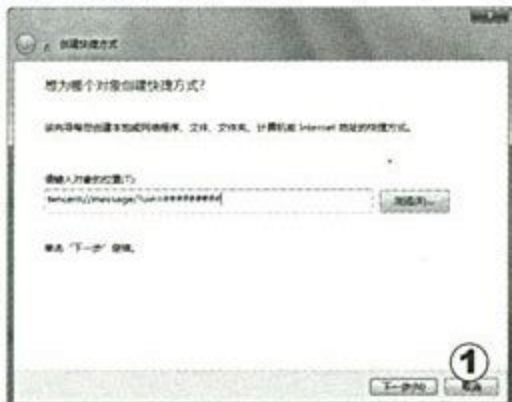 创建快捷方式
想为哪个对象创建快捷方式?
该向导帮您创建本地或网络程序、文件、文件夹、计算机或 Internet 地址的快捷方式。
请键入对象的位置(T):
tencent://message/?uin=#########
浏览(R)...
单击“下一步”继续。
1
下一步(N)
取消